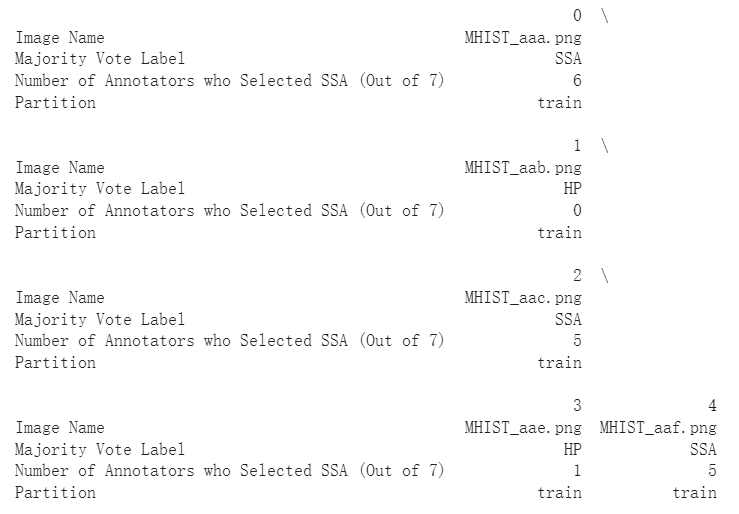 0 \
Image Name MHIST_aaa.png
Majority Vote Label SSA
Number of Annotators who Selected SSA (Out of 7) 6
Partition train
1 \
Image Name MHIST_aab.png
Majority Vote Label HP
Number of Annotators who Selected SSA (Out of 7) 0
Partition train
2 \
Image Name MHIST_aac.png
Majority Vote Label SSA
Number of Annotators who Selected SSA (Out of 7) 5
Partition train
3 4
Image Name MHIST_aae.png MHIST_aaf.png
Majority Vote Label HP SSA
Number of Annotators who Selected SSA (Out of 7) 1 5
Partition train train